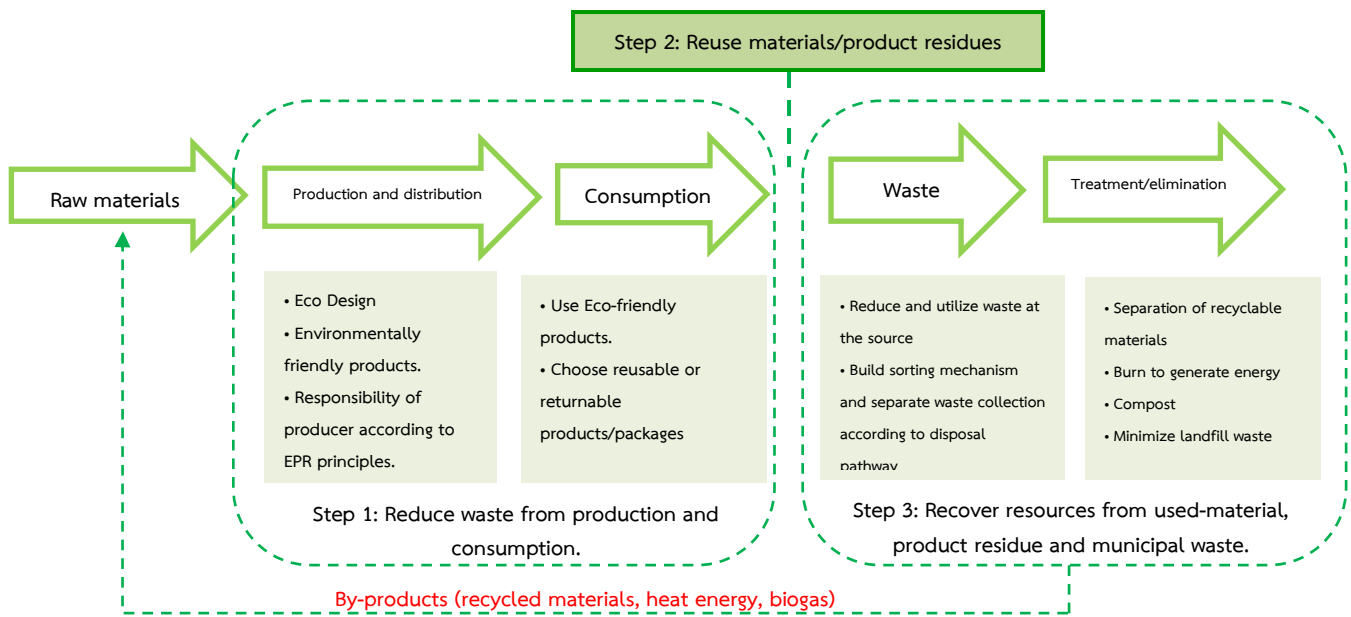 Step 2: Reuse materials/product residues
Raw materials
Production and distribution
Consumption
Waste
Treatment/elimination
• Eco Design
• Environmentally
friendly products.
• Responsibility of
producer according to
EPR principles.
• Use Eco-friendly
products.
• Choose reusable or
returnable
products/packages
• Reduce and utilize waste at
the source
• Build sorting mechanism
and separate waste collection
according to disposal
pathway
• Separation of recyclable
materials
• Burn to generate energy
• Compost
• Minimize landfill waste
Step 1: Reduce waste from production and
consumption.
Step 3: Recover resources from used-material,
product residue and municipal waste.
By-products (recycled materials, heat energy, biogas)